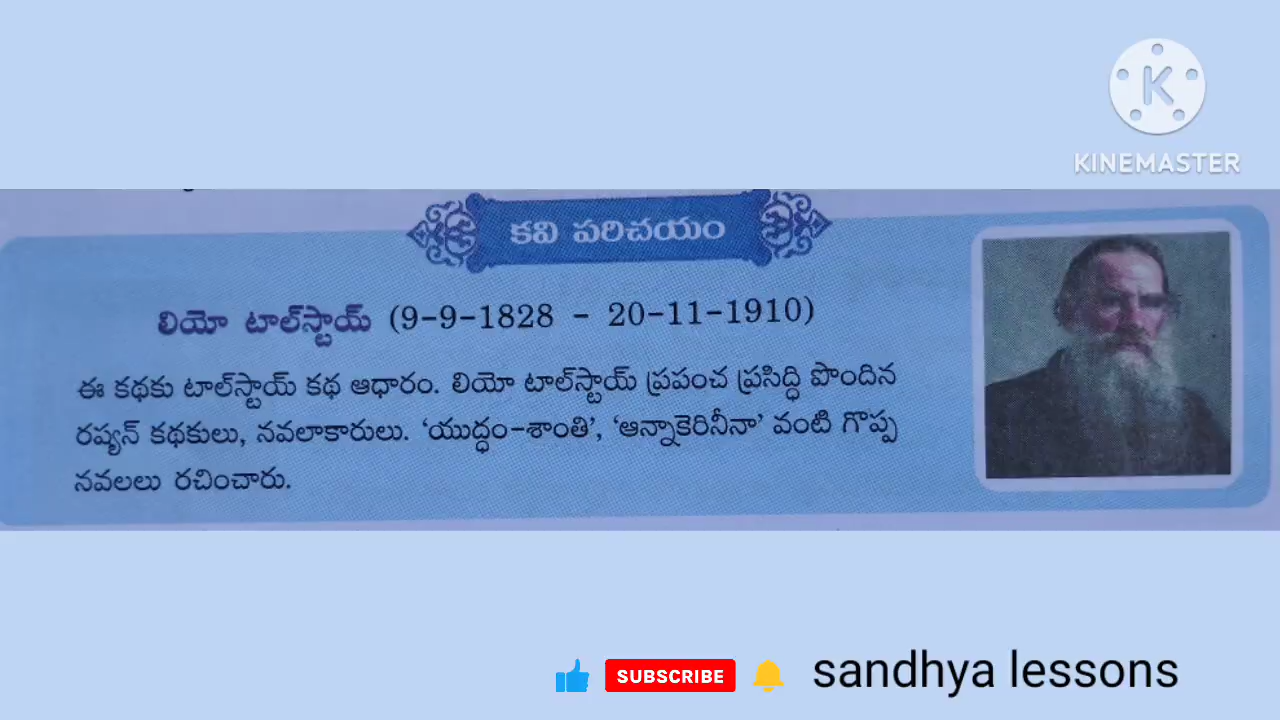 KINEMASTER
కవి పరిచయం
లియో టాల్‌స్టాయ్ (9-9-1828 - 20-11-1910)
ఈ కథకు టాల్‌స్టాయ్ కథ ఆధారం. లియో టాల్‌స్టాయ్ ప్రపంచ ప్రసిద్ధి పొందిన
రష్యన్ కథకులు, నవలాకారులు. ‘యుద్ధం-శాంతి’, ‘ఆన్నాకెరినీనా’ వంటి గొప్ప
నవలలు రచించారు.
SUBSCRIBE
sandhya lessons